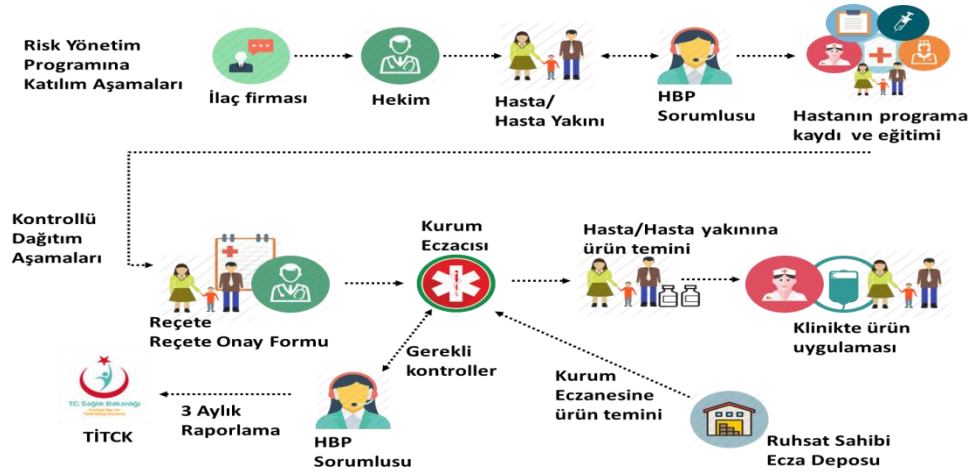 Risk Yönetim
Programına
Katılım Aşamaları
İlaç firması
Hekim
Hasta/
Hasta Yakını
HBP
Sorumlusu
Hastanın programa
kaydı ve eğitimi
Kontrollü
Dağıtım
Aşamaları
Reçete
Reçete Onay Formu
Kurum
Eczacısı
Hasta/Hasta yakınına
ürün temini
Klinikte ürün
uygulaması
Gerekli
kontroller
Kurum
Eczanesine
ürün temini
T.C. Sağlık Bakanlığı
TİTCK
3 Aylık
Raporlama
HBP
Sorumlusu
Ruhsat Sahibi
Ecza Deposu